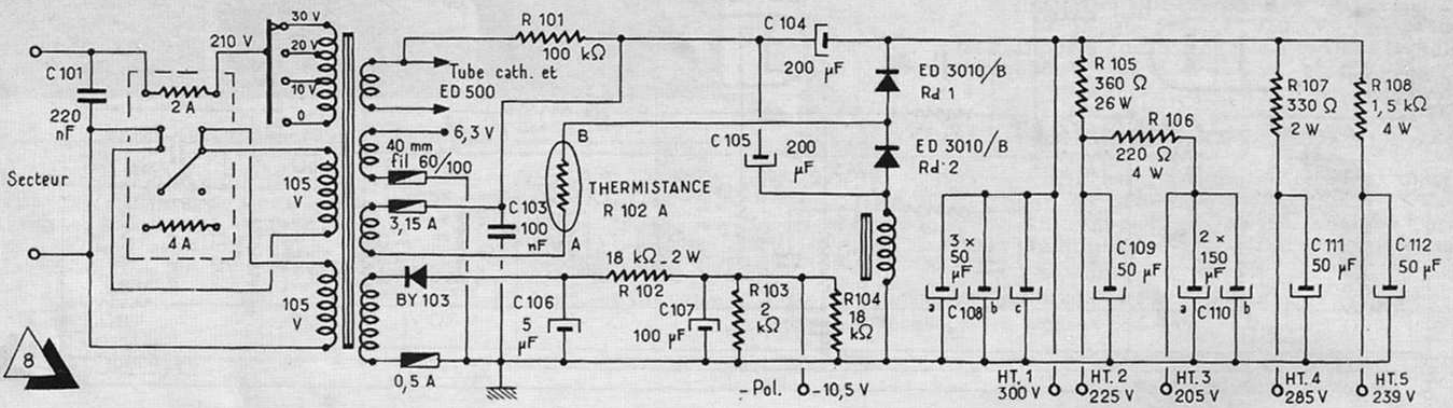 30 V
20 V
10 V
0
210 V
C 101
220
nF
2 A
Secteur
4 A
105
V
105
V
8
R 101
100 kΩ
Tube cath. et
ED 500
6,3 V
40 mm
fil 60/100
3,15 A
C 103
100
nF
B
THERMISTANCE
R 102 A
A
BY 103
0,5 A
18 kΩ_2 W
R 102
C 106
5
µF
C 107
100 µF
R 103
2
kΩ
R 104
18
kΩ
C 104
200 µF
C 105
200
µF
ED 3010/B
Rd 1
ED 3010/B
Rd 2
R 105
360 Ω
26 W
R 106
220 Ω
4 W
R 107
330 Ω
2 W
R 108
1,5 kΩ
4 W
3 ×
50
µF
a
C 108
b
c
C 109
50 µF
2 ×
150
µF
a
C 110
b
C 111
50 µF
C 112
50 µF
- Pol.
-10,5 V
HT. 1
300 V
HT. 2
225 V
HT. 3
205 V
HT. 4
285 V
HT. 5
239 V